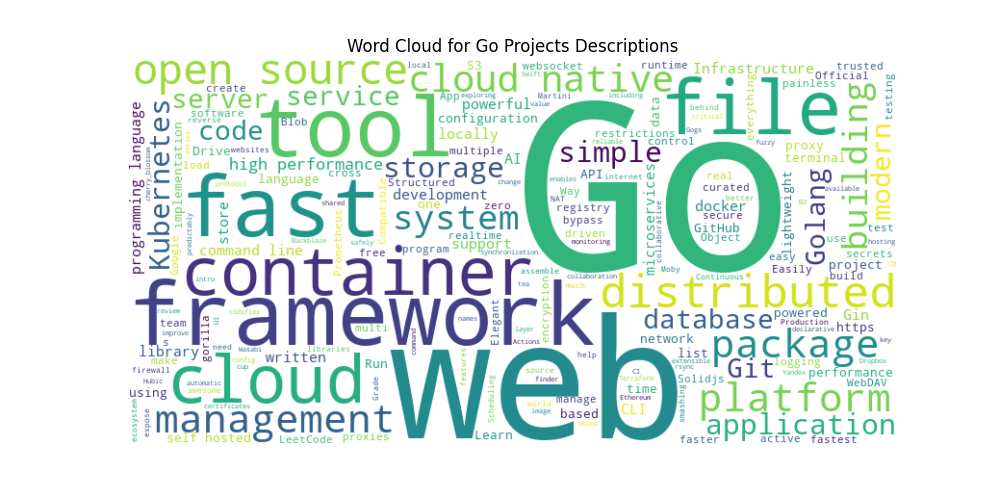 Word Cloud for Go Projects Descriptions
open source
local
cloud native
S3
websocket
Swift
runtime
Infrastructure
trusted
Official
painless
everything
create
server
service
App
exploring
powerful
value
Martini
including
data
behind
critical
file
testing
software
reverse
tool
Blob
configuration
Go
restrictions
control
Gogs
fuzzy
building
modern
programming language
cherry_blossom
Kubernetes
implementation
series
code
websites
locally
reliable
proxy
terminal
load
Drive
high performance
multiple
AI
simple
real
curated
better
available
language
cross
storage
API
internet
Structured
change
enables
Way
NAT
registry
bypass
driven
monitoring
docker
secure
GitHub
Object
microservices
collaborative
lightweight
B2
use
test
hosting
protocol
fast
shared
Compatible
development
one
zero
system
Golang
easy
secrets
Google
predictably
store
Backblaze
safely
Prometheus
free
program
support
realtime
Synchronization
Moby
Continuous
Easily
project
build
CD
command line
intro
container
assemble
collaboration
tea
much
encryption
distributed
framework
codifies
names
Elegant
layer
Actions
database
powered
Production
declarative
Gin
https
review
improve
team
s
UI
gorilla
multi
command
network
package
key
library
need
Wasabi
libraries
written
Run
features
help
source
finder
list
extensible
rsync
Git
logging
performance
Dropbox
Yandex
WebDAV
firewall
Hubic
make
config
cup
automatic
awesome
using
cloud
Grade
web
Scheduling
world
image
ebook
manage
based
CI
Terraform
Ethereum
CLI
time
Solidjs
smashing
platform
ecosystem
expose
certificates
management
application
self hosted
LeetCode
proxies
Learn
faster
active
fastest